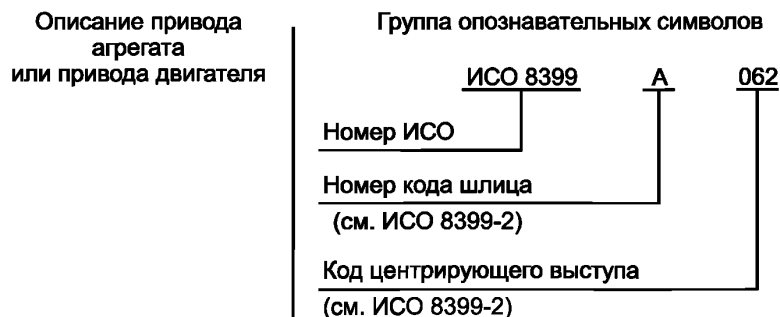 Описание привода
агрегата
или привода двигателя
Группа опознавательных символов
ИСО 8399 А 062
Номер ИСО
Номер кода шлица
(см. ИСО 8399-2)
Код центрирующего выступа
(см. ИСО 8399-2)